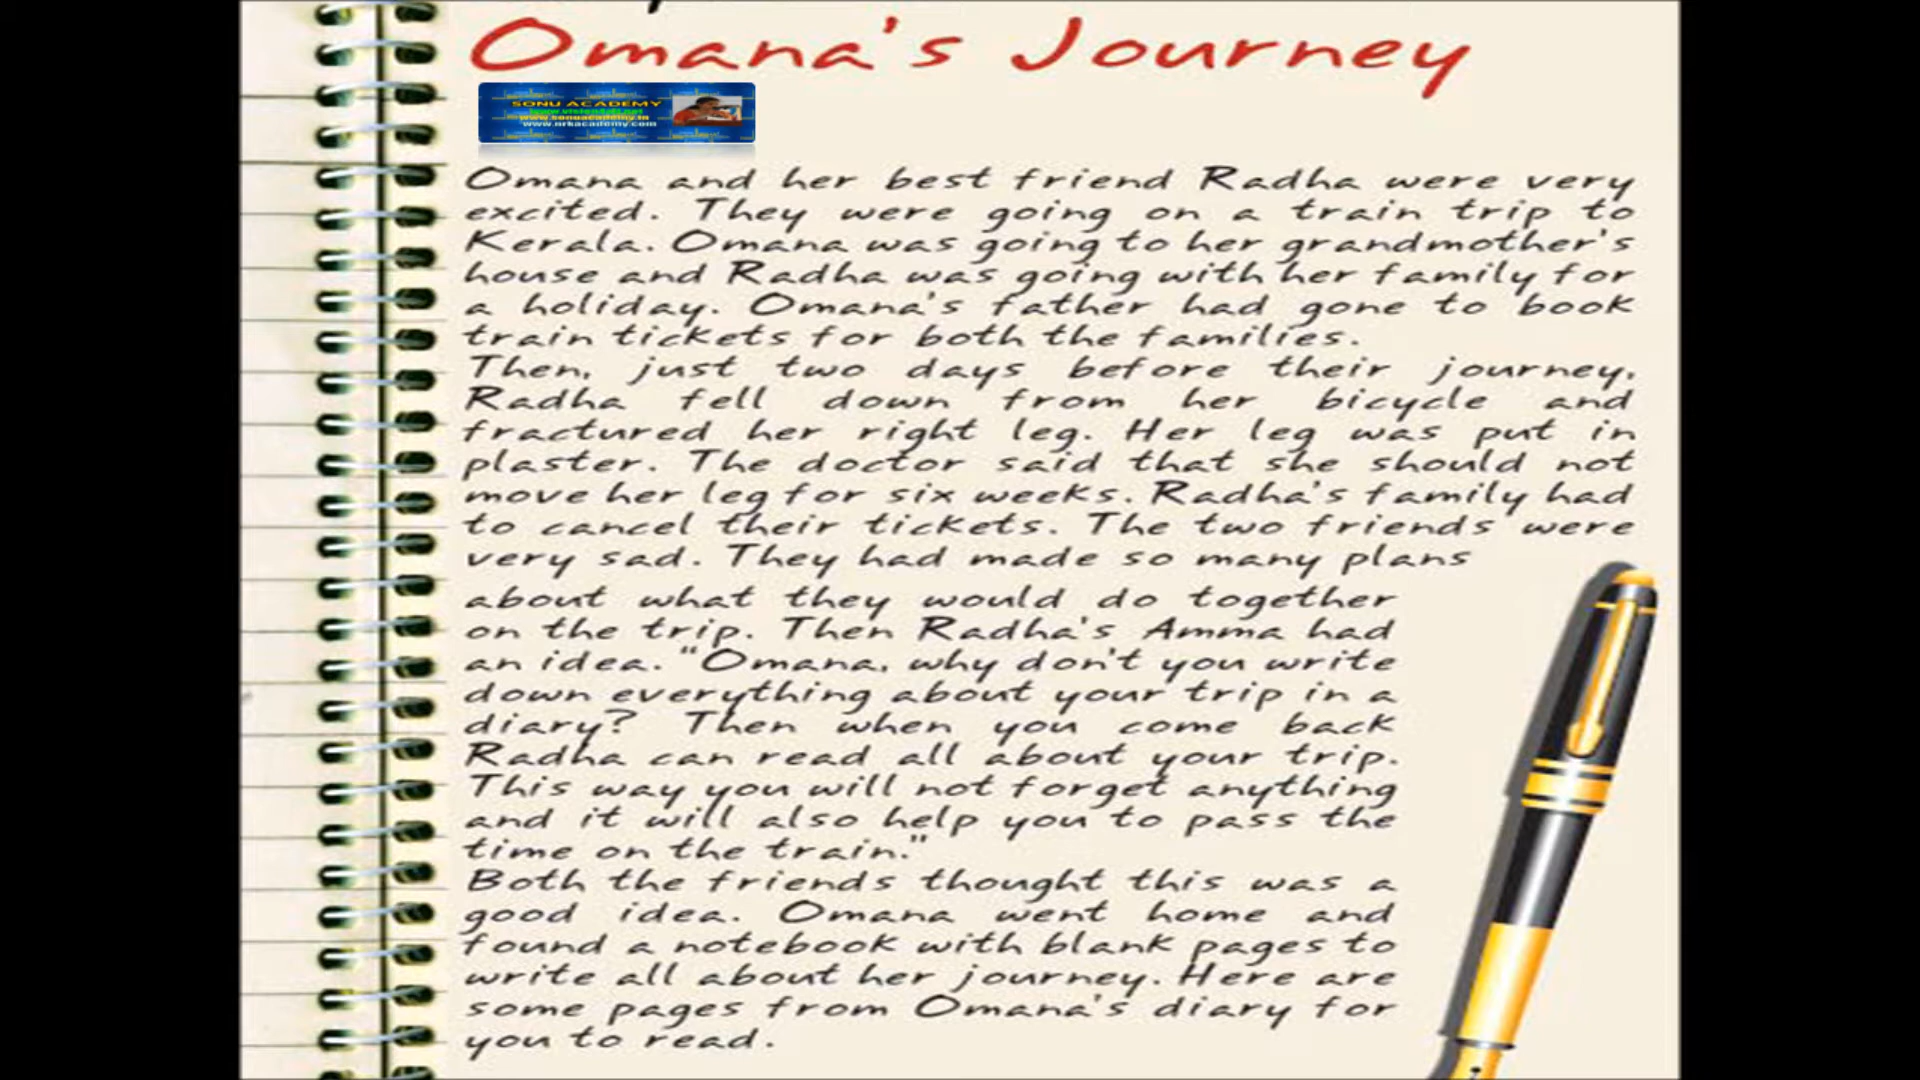 Omana's Journey
SONU ACADEMY
www.sonuacademy.in
www.nrkacademy.com
Omana and her best friend Radha were very
excited. They were going on a train trip to
Kerala. Omana was going to her grandmother's
house and Radha was going with her family for
a holiday. Omana's father had gone to book
train tickets for both the families.
Then, just two days before their journey,
Radha fell down from her bicycle and
fractured her right leg. Her leg was put in
plaster. The doctor said that she should not
move her leg for six weeks. Radha's family had
to cancel their tickets. The two friends were
very sad. They had made so many plans
about what they would do together
on the trip. Then Radha's Amma had
an idea. "Omana, why don't you write
down everything about your trip in a
diary? Then when you come back
Radha can read all about your trip.
This way you will not forget anything
and it will also help you to pass the
time on the train."
Both the friends thought this was a
good idea. Omana went home and
found a notebook with blank pages to
write all about her journey. Here are
some pages from Omana's diary for
you to read.